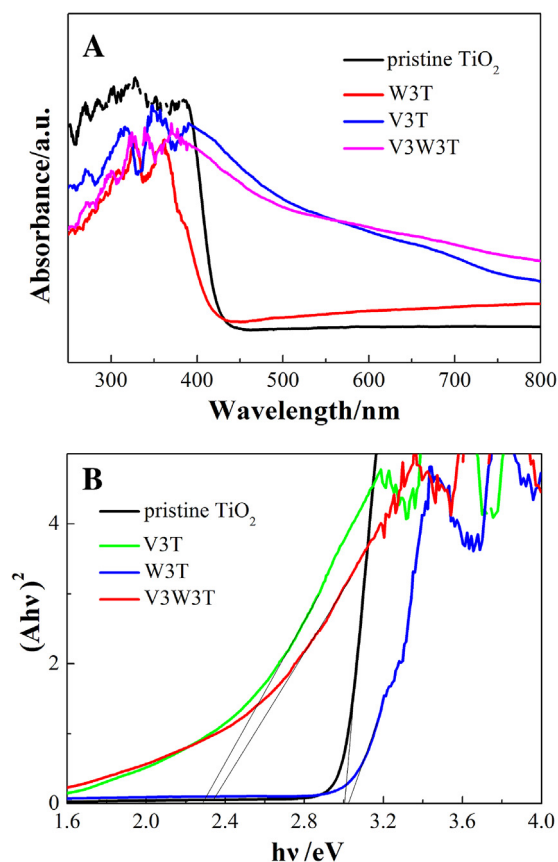 A
pristine TiO₂
W3T
V3T
V3W3T
Absorbance/a.u.
300 400 500 600 700 800
Wavelength/nm
B
pristine TiO₂
V3T
W3T
V3W3T
(Ahν)²
4
2
0
1.6 2.0 2.4 2.8 3.2 3.6 4.0
hν /eV